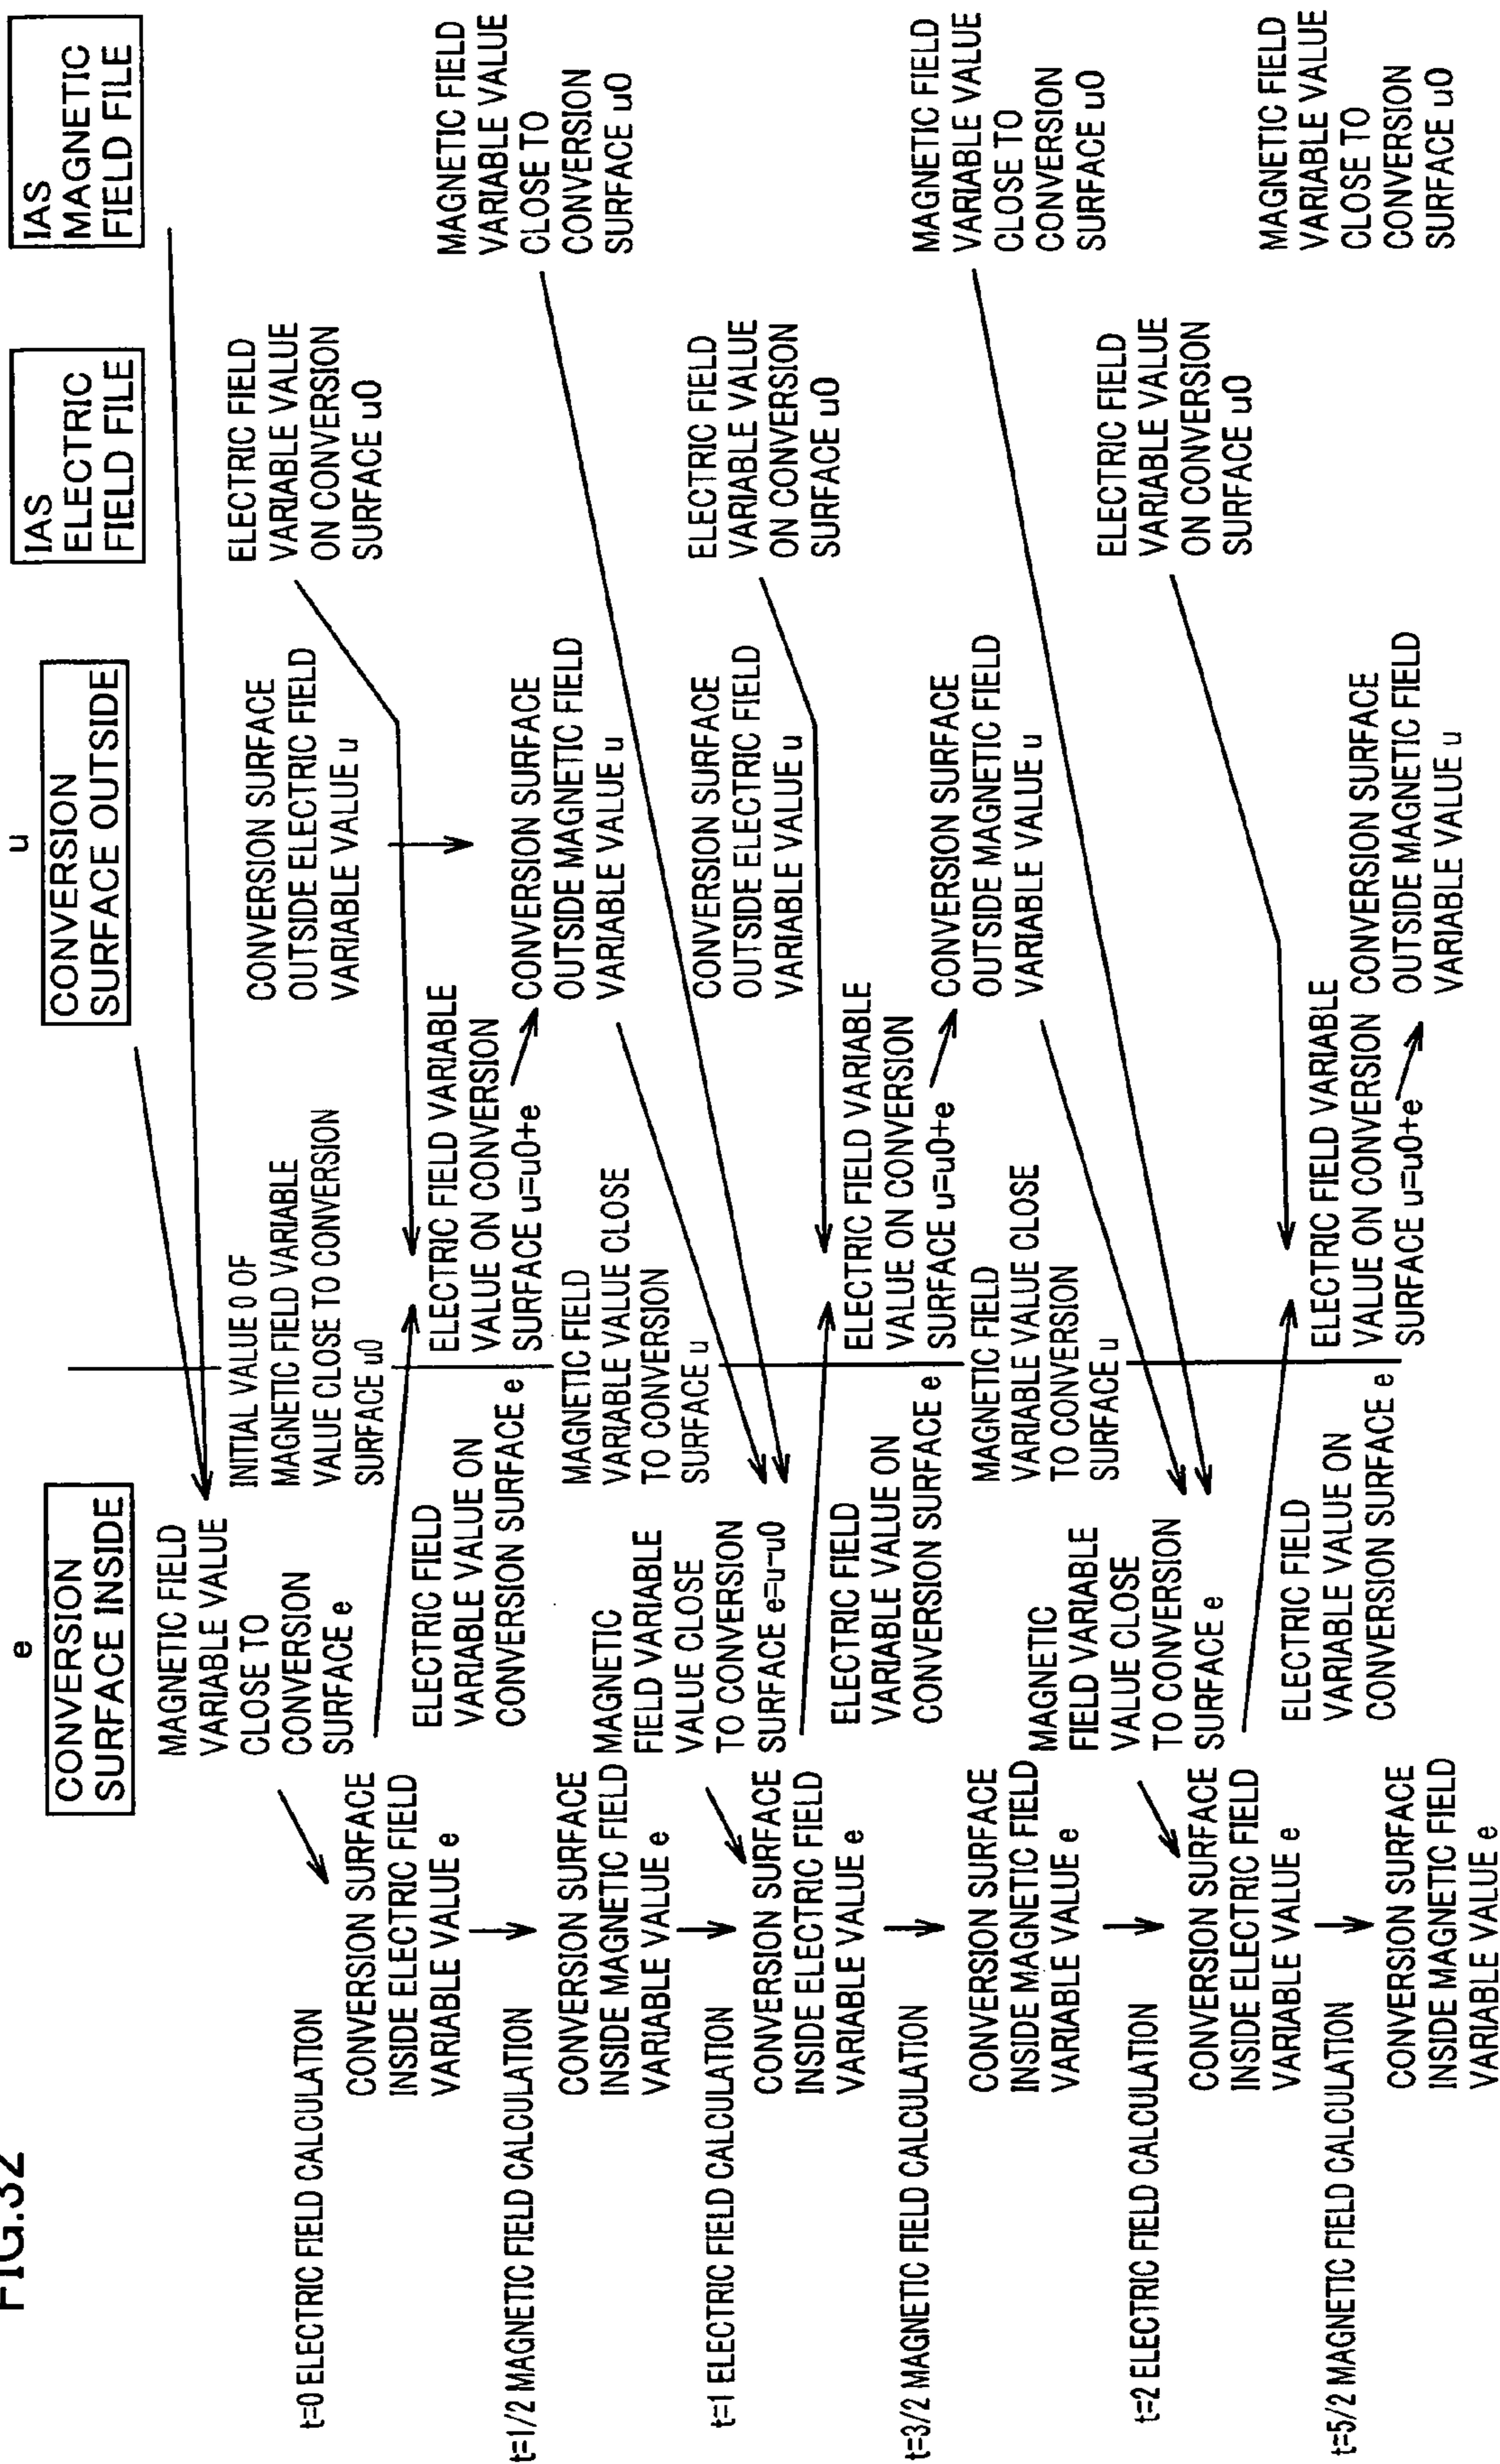 FIG.32
e
CONVERSION
SURFACE INSIDE
u
CONVERSION
SURFACE OUTSIDE
IAS
ELECTRIC
FIELD FILE
IAS
MAGNETIC
FIELD FILE
MAGNETIC FIELD
VARIABLE VALUE
CLOSE TO
CONVERSION
SURFACE e
INITIAL VALUE 0 OF
MAGNETIC FIELD VARIABLE
VALUE CLOSE TO CONVERSION
SURFACE u0
CONVERSION SURFACE
OUTSIDE ELECTRIC FIELD
VARIABLE VALUE u
ELECTRIC FIELD
VARIABLE VALUE
ON CONVERSION
SURFACE u0
t=0 ELECTRIC FIELD CALCULATION
CONVERSION SURFACE
INSIDE ELECTRIC FIELD
VARIABLE VALUE e
ELECTRIC FIELD
VARIABLE VALUE ON
CONVERSION SURFACE e
ELECTRIC FIELD VARIABLE
VALUE ON CONVERSION
SURFACE u=u0+e
MAGNETIC FIELD
VARIABLE VALUE
CLOSE TO
CONVERSION
SURFACE u0
t=1/2 MAGNETIC FIELD CALCULATION
CONVERSION SURFACE
INSIDE MAGNETIC FIELD
VARIABLE VALUE e
MAGNETIC FIELD
VARIABLE VALUE CLOSE
TO CONVERSION
SURFACE u
CONVERSION SURFACE
OUTSIDE MAGNETIC FIELD
VARIABLE VALUE u
MAGNETIC
FIELD VARIABLE
VALUE CLOSE
TO CONVERSION
SURFACE e=u-u0
CONVERSION SURFACE
OUTSIDE ELECTRIC FIELD
VARIABLE VALUE u
ELECTRIC FIELD
VARIABLE VALUE
ON CONVERSION
SURFACE u0
t=1 ELECTRIC FIELD CALCULATION
CONVERSION SURFACE
INSIDE ELECTRIC FIELD
VARIABLE VALUE e
ELECTRIC FIELD
VARIABLE VALUE ON
CONVERSION SURFACE e
ELECTRIC FIELD VARIABLE
VALUE ON CONVERSION
SURFACE u=u0+e
MAGNETIC FIELD
VARIABLE VALUE
CLOSE TO
CONVERSION
SURFACE u0
t=3/2 MAGNETIC FIELD CALCULATION
CONVERSION SURFACE
INSIDE MAGNETIC FIELD
VARIABLE VALUE e
MAGNETIC FIELD
VARIABLE VALUE CLOSE
TO CONVERSION
SURFACE u
CONVERSION SURFACE
OUTSIDE MAGNETIC FIELD
VARIABLE VALUE u
MAGNETIC
FIELD VARIABLE
VALUE CLOSE
TO CONVERSION
SURFACE e
ELECTRIC FIELD
VARIABLE VALUE
ON CONVERSION
SURFACE u0
t=2 ELECTRIC FIELD CALCULATION
CONVERSION SURFACE
INSIDE ELECTRIC FIELD
VARIABLE VALUE e
ELECTRIC FIELD
VARIABLE VALUE ON
CONVERSION SURFACE e
ELECTRIC FIELD VARIABLE
VALUE ON CONVERSION
SURFACE u=u0+e
MAGNETIC FIELD
VARIABLE VALUE
CLOSE TO
CONVERSION
SURFACE u0
t=5/2 MAGNETIC FIELD CALCULATION
CONVERSION SURFACE
INSIDE MAGNETIC FIELD
VARIABLE VALUE e
CONVERSION SURFACE
OUTSIDE MAGNETIC FIELD
VARIABLE VALUE u